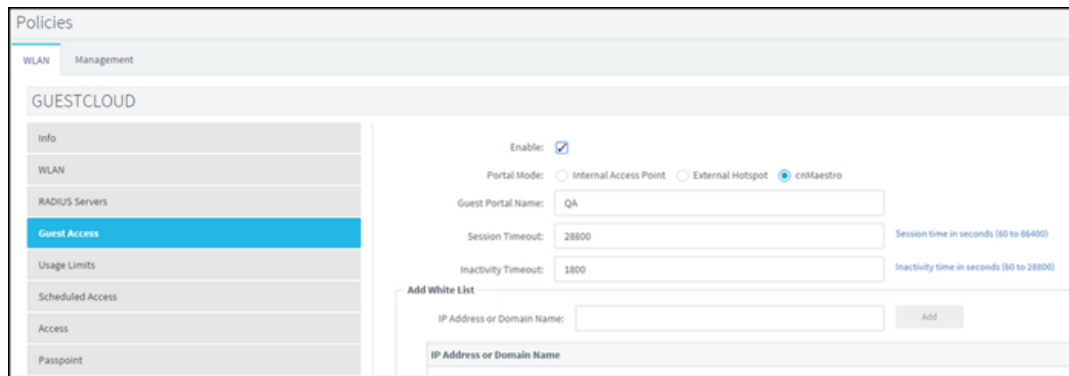 Policies
WLAN Management
GUESTCLOUD
Info
WLAN
RADIUS Servers
Guest Access
Usage Limits
Scheduled Access
Access
Passpoint
Enable:
Portal Mode: Internal Access Point External Hotspot cnMaestro
Guest Portal Name: QA
Session Timeout: 28800 Session time in seconds (60 to 86400)
Inactivity Timeout: 1800 Inactivity time in seconds (60 to 28800)
Add White List
IP Address or Domain Name: Add
IP Address or Domain Name